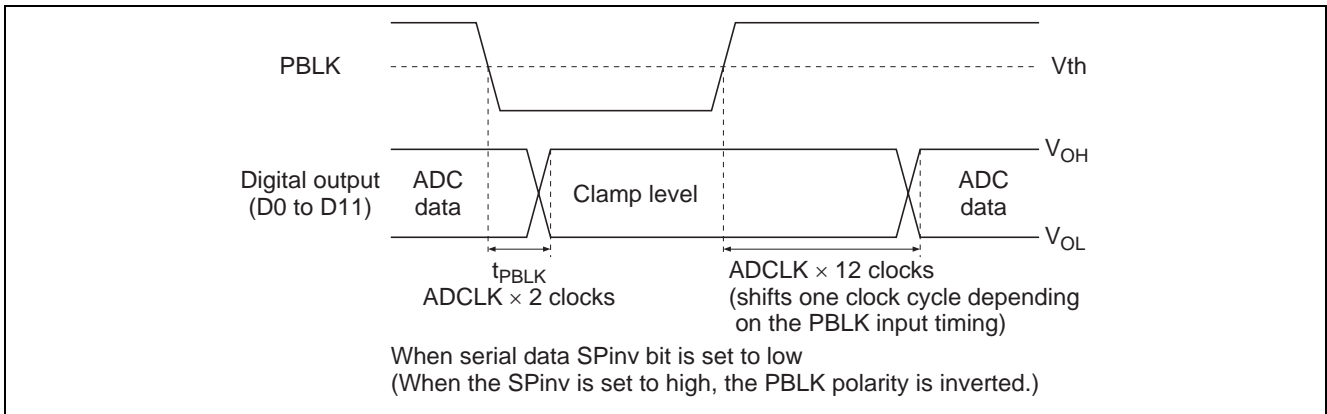 PBLK
Vth
Digital output
(D0 to D11)
ADC
data
Clamp level
ADC
data
VOH
VOL
tPBLK
ADCLK × 2 clocks
ADCLK × 12 clocks
(shifts one clock cycle depending
on the PBLK input timing)
When serial data SPinv bit is set to low
(When the SPinv is set to high, the PBLK polarity is inverted.)